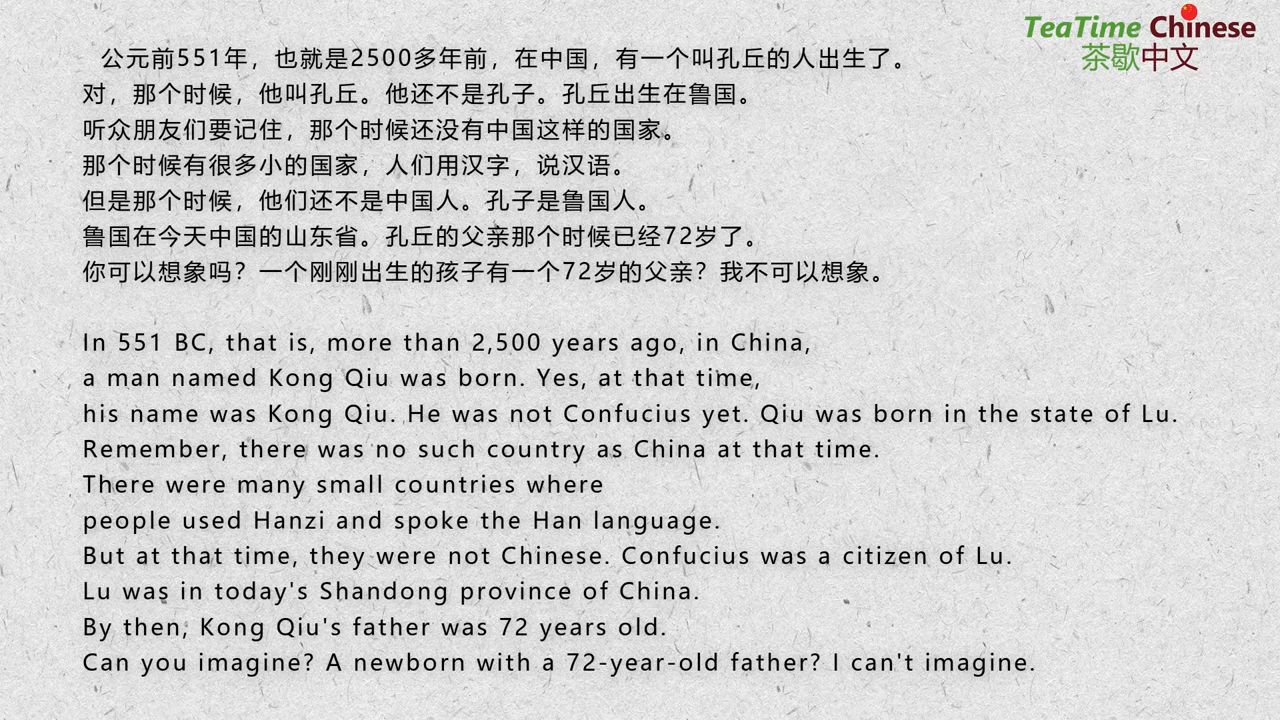 TeaTime Chinese
茶歇中文
公元前551年，也就是2500多年前，在中国，有一个叫孔丘的人出生了。
对，那个时候，他叫孔丘。他还不是孔子。孔丘出生在鲁国。
听众朋友们要记住，那个时候还没有中国这样的国家。
那个时候有很多小的国家，人们用汉字，说汉语。
但是那个时候，他们还不是中国人。孔子是鲁国人。
鲁国在今天中国的山东省。孔丘的父亲那个时候已经72岁了。
你可以想象吗？一个刚刚出生的孩子有一个72岁的父亲？我不可以想象。
In 551 BC, that is, more than 2,500 years ago, in China,
a man named Kong Qiu was born. Yes, at that time,
his name was Kong Qiu. He was not Confucius yet. Qiu was born in the state of Lu.
Remember, there was no such country as China at that time.
There were many small countries where
people used Hanzi and spoke the Han language.
But at that time, they were not Chinese. Confucius was a citizen of Lu.
Lu was in today's Shandong province of China.
By then, Kong Qiu's father was 72 years old.
Can you imagine? A newborn with a 72-year-old father? I can't imagine.